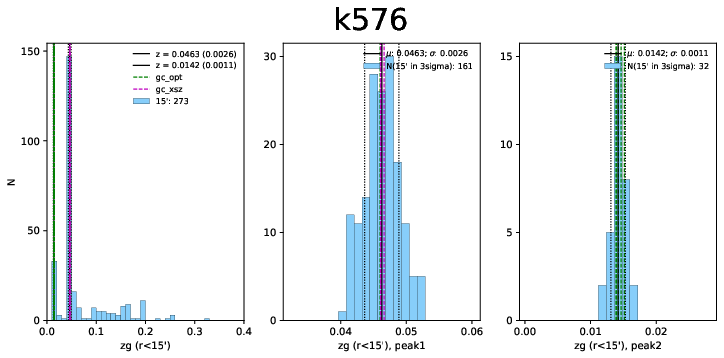 k576
z = 0.0463 (0.0026)
z = 0.0142 (0.0011)
gc_opt
gc_xsz
15': 273
N
0
50
100
150
0.0 0.1 0.2 0.3 0.4
zg (r<15')
μ: 0.0463; σ: 0.0026
N(15' in 3sigma): 161
0
10
20
30
0.04 0.05 0.06
zg (r<15'), peak1
μ: 0.0142; σ: 0.0011
N(15' in 3sigma): 32
0
5
10
15
0.00 0.01 0.02
zg (r<15'), peak2